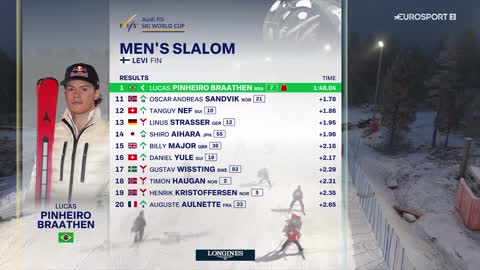 Audi FIS
SKI WORLD CUP
EUROSPORT 2
MEN'S SLALOM
LEVI FIN
RESULTS TIME
1 LUCAS PINHEIRO BRAATHEN BRA 7 1:48.04
11 OSCAR ANDREAS SANDVIK NOR 21 +1.78
12 TANGUY NEF SUI 10 +1.86
13 LINUS STRASSER GER 12 +1.95
14 SHIRO AIHARA JPN 55 +1.98
15 BILLY MAJOR GBR 36 +2.16
16 DANIEL YULE SUI 18 +2.17
17 GUSTAV WISSTING SWE 82 +2.29
18 TIMON HAUGAN NOR 2 +2.31
19 HENRIK KRISTOFFERSEN NOR 5 +2.35
20 AUGUSTE AULNETTE FRA 33 +2.65
LUCAS
PINHEIRO
BRAATHEN
LONGINES